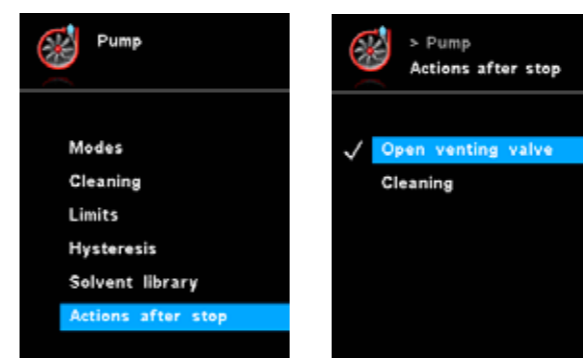 Pump
Modes
Cleaning
Limits
Hysteresis
Solvent library
Actions after stop
> Pump
Actions after stop
Open venting valve
Cleaning